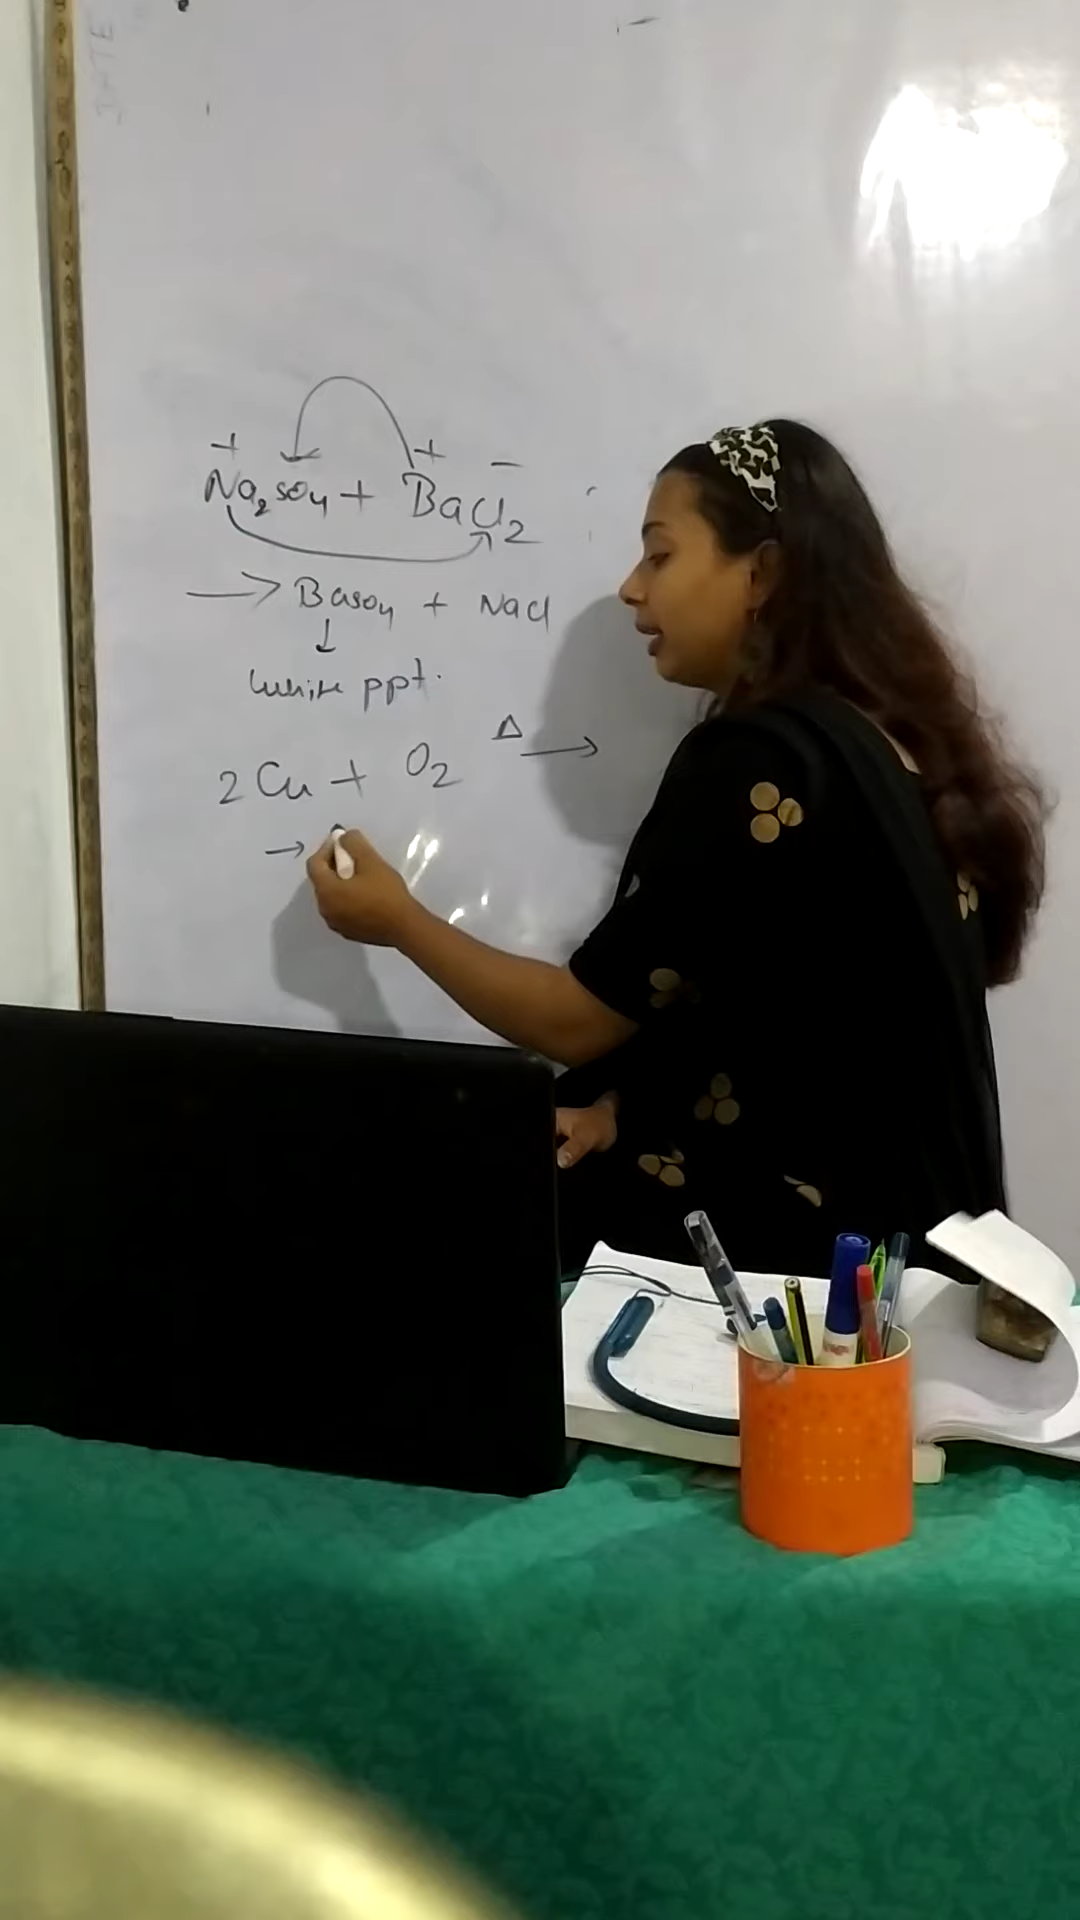 + + -
Na₂SO₄ + BaCl₂
→ BaSO₄ + NaCl
↓
White ppt.
2Cu + O₂ Δ→
→